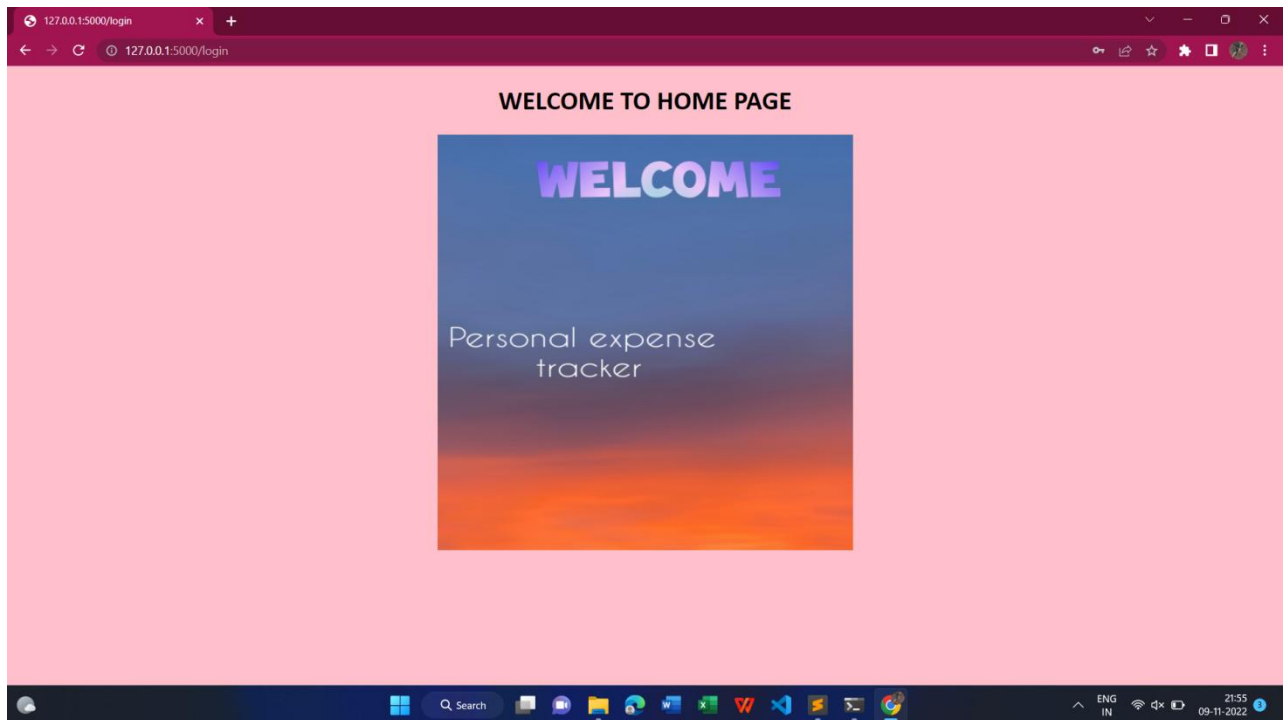 127.0.0.1:5000/login
127.0.0.1:5000/login
WELCOME TO HOME PAGE
WELCOME
Personal expense
tracker
Search
ENG
IN
21:55
09-11-2022
3